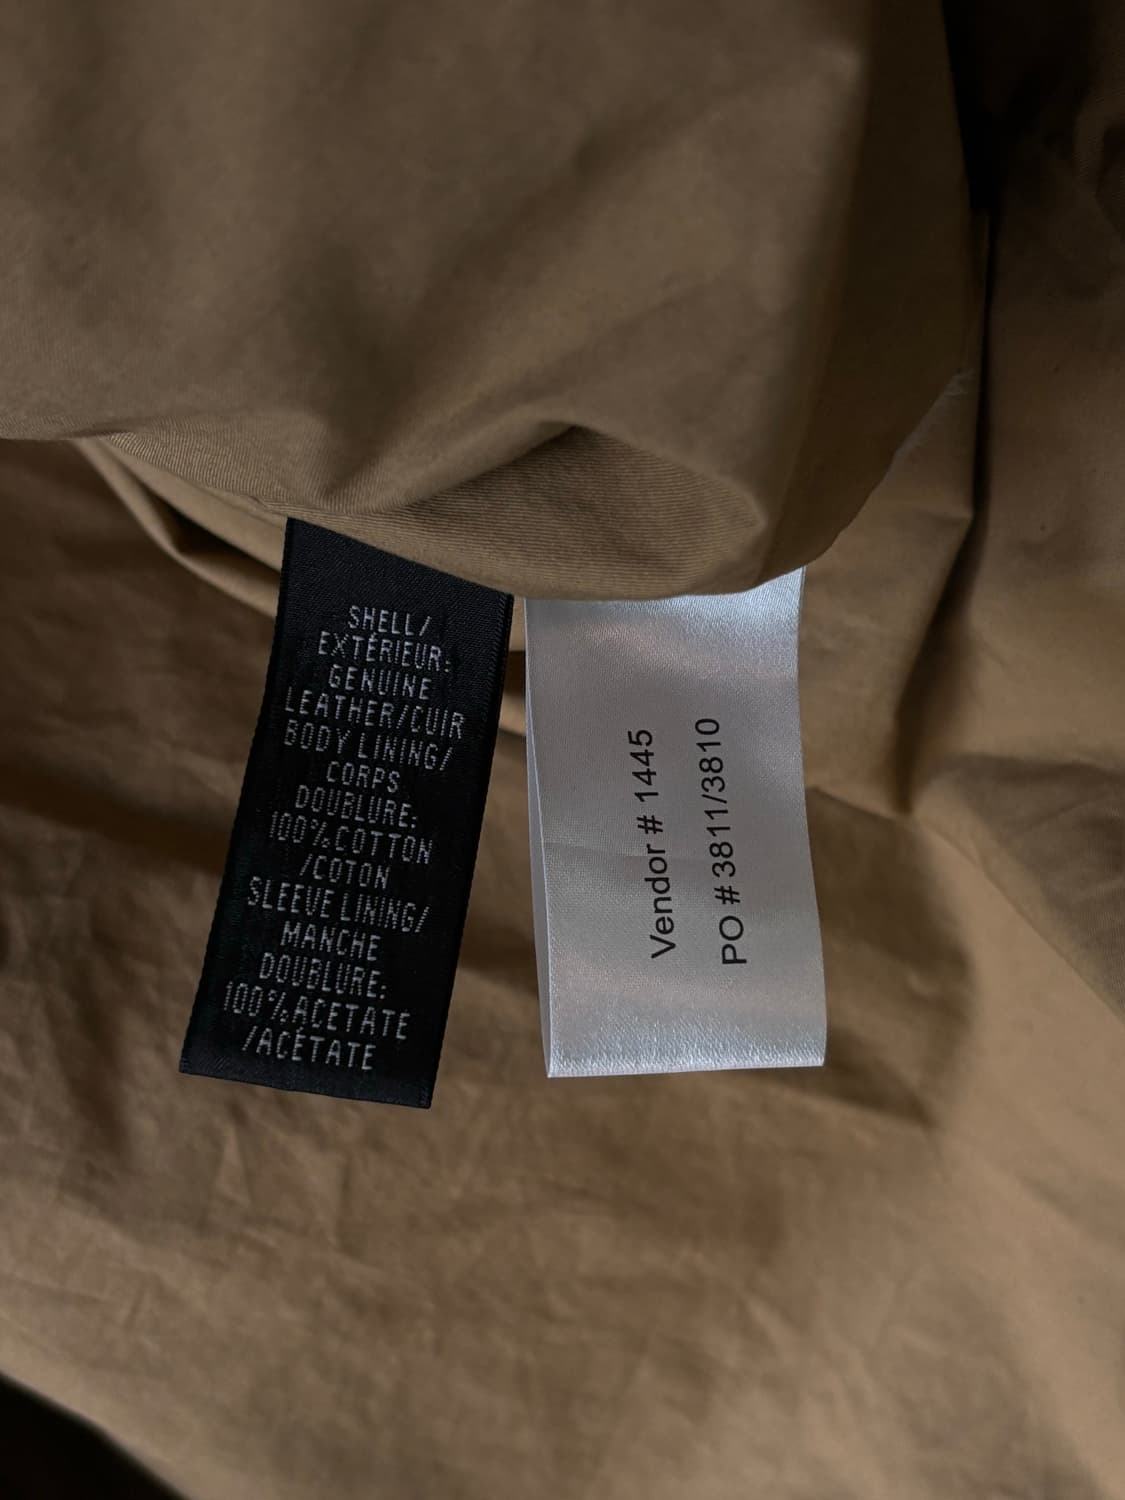 SHELL/
EXTÉRIEUR:
GENUINE
LEATHER/CUIR
BODY LINING/
CORPS
DOUBLURE:
100%COTTON
/COTON
SLEEVE LINING/
MANCHE
DOUBLURE:
100%ACETATE
/ACÉTATE
Vendor # 1445
PO # 3811/3810